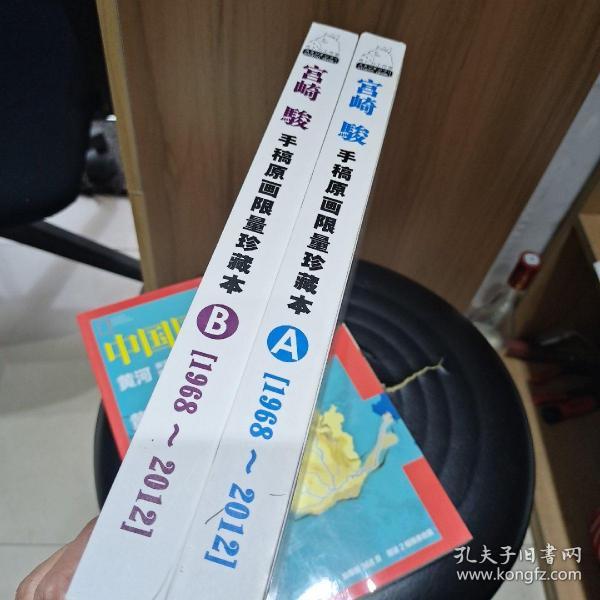 宫崎 駿 手稿原画限量珍藏本 B [1968～2012]
宫崎 駿 手稿原画限量珍藏本 A [1968～2012]
中国
黄河
孔夫子旧書网
www.kongfz.com